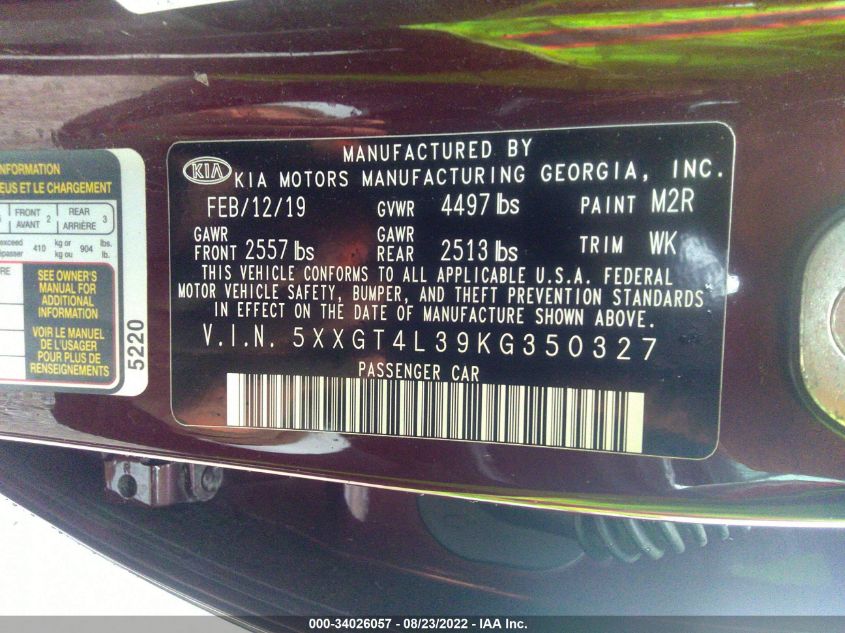 KIA
MANUFACTURED BY
KIA MOTORS MANUFACTURING GEORGIA, INC.
FEB/12/19 GVWR 4497 lbs PAINT M2R
GAWR FRONT 2557 lbs GAWR REAR 2513 lbs TRIM WK
THIS VEHICLE CONFORMS TO ALL APPLICABLE U.S.A. FEDERAL
MOTOR VEHICLE SAFETY, BUMPER, AND THEFT PREVENTION STANDARDS
IN EFFECT ON THE DATE OF MANUFACTURE SHOWN ABOVE.
V.I.N. 5XXGT4L39KG350327
PASSENGER CAR
NFORMATION
EUS ET LE CHARGEMENT
FRONT AVANT 2 REAR ARRIÈRE 3
exceed 410 kg or kg ou 904 lbs. lb.
SEE OWNER'S
MANUAL FOR
ADDITIONAL
INFORMATION
VOIR LE MANUEL
DE L'USAGER
POUR PLUS DE
RENSEIGNEMENTS
5220
000-34026057 - 08/23/2022 - IAA Inc.